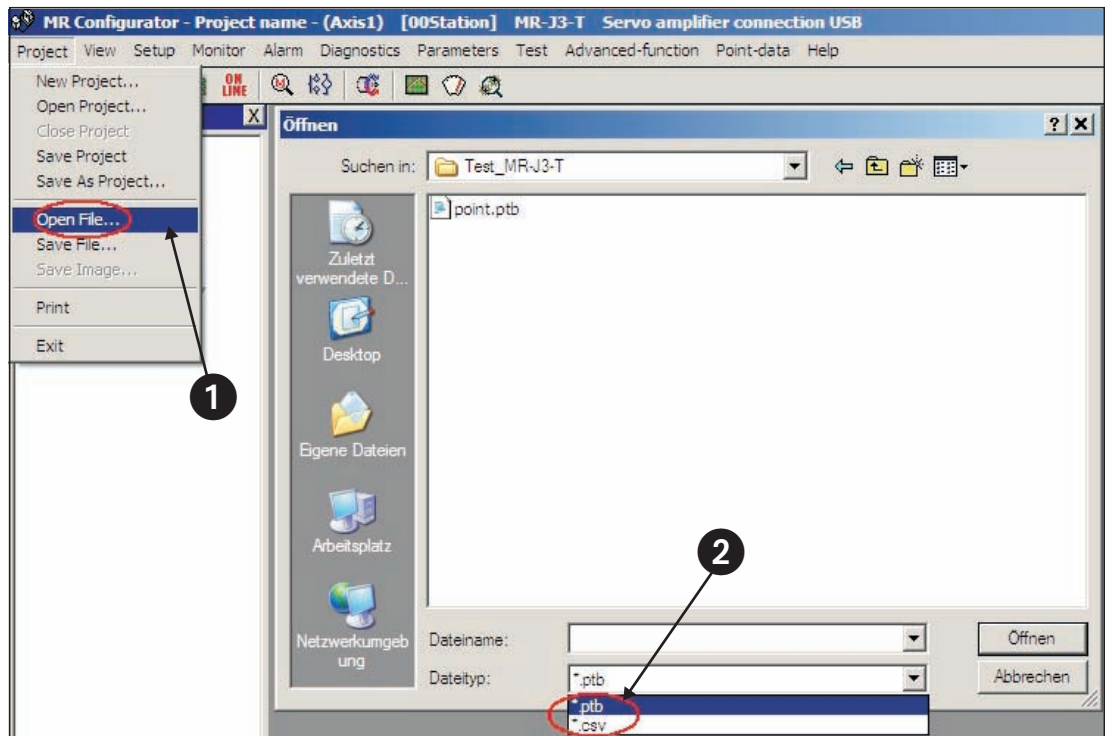 MR Configurator - Project name - (Axis1) [00Station] MR-J3-T Servo amplifier connection USB
Project View Setup Monitor Alarm Diagnostics Parameters Test Advanced-function Point-data Help
New Project...
Open Project...
Close Project
Save Project
Save As Project...
Open File...
Save File...
Save Image...
Print
Exit
ON
LINE
X
1
Öffnen
Suchen in:
Test_MR-J3-T
point.ptb
Zuletzt
verwendete D...
Desktop
Eigene Dateien
Arbeitsplatz
Netzwerkumgeb
ung
2
Dateiname:
Öffnen
Dateityp:
*.ptb
Abbrechen
*.ptb
*.csv